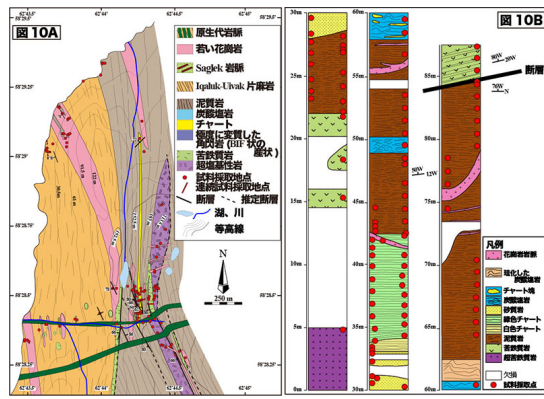 図 10A
原生代岩脈
若い花崗岩
Saglek 岩脈
Iqaluk-Uivak 片麻岩
泥質岩
炭酸塩岩
チャート
極度に変質した
角閃岩 (BIF 状の
産状)
苦鉄質岩
超塩基性岩
試料採取地点
連続試料採取地点
断層
推定断層
湖、川
等高線
N
250 m
図 10B
30m
25m
20m
15m
10m
5m
0m
60m
55m
50m
45m
40m
35m
30m
85m
80m
75m
70m
65m
60m
断層
凡例
花崗岩岩脈
珪化した
炭酸塩岩
チャート塊
炭酸塩岩
砂質岩
緑色チャート
白色チャート
泥質岩
苦鉄質岩
超苦鉄質岩
欠損
試料採取点